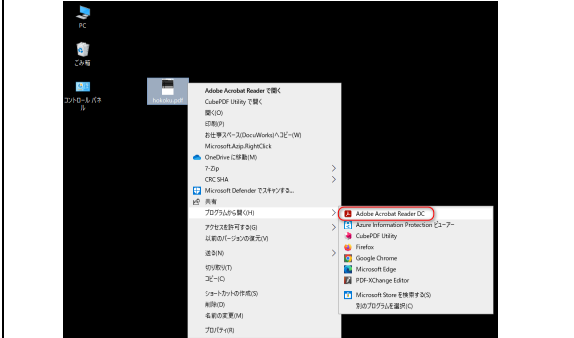 PC
ごみ箱
コントロール パネ
ル
hokoku.pdf
Adobe Acrobat Reader で開く
CubePDF Utility で開く
開く(O)
印刷(P)
お仕事スペース(DocuWorks)へコピー(W)
Microsoft.Azip.RightClick
OneDrive に移動(M)
7-Zip
CRC SHA
Microsoft Defender でスキャンする...
共有
プログラムから開く(H)
アクセスを許可する(G)
以前のバージョンの復元(V)
送る(N)
切り取り(T)
コピー(C)
ショートカットの作成(S)
削除(D)
名前の変更(M)
プロパティ(R)
Adobe Acrobat Reader DC
Azure Information Protection ビューアー
CubePDF Utility
Firefox
Google Chrome
Microsoft Edge
PDF-XChange Editor
Microsoft Store を検索する(S)
別のプログラムを選択(C)